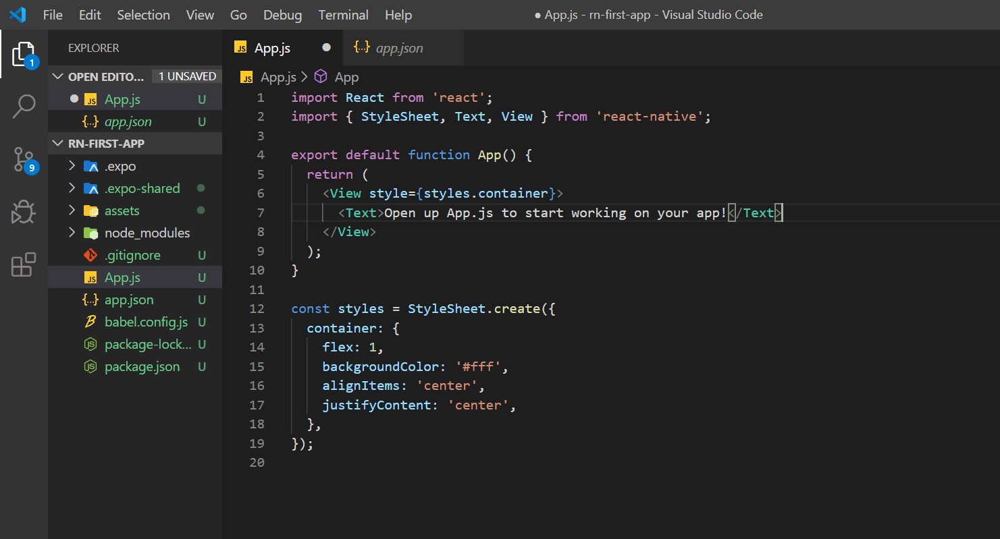 File Edit Selection View Go Debug Terminal Help ● App.js - rn-first-app - Visual Studio Code
1
9
EXPLORER
OPEN EDITO... 1 UNSAVED
JS App.js U
{..} app.json U
RN-FIRST-APP
.expo
.expo-shared
assets
node_modules
.gitignore U
JS App.js U
{..} app.json U
babel.config.js U
JS package-lock... U
JS package.json U
JS App.js ● {..} app.json
JS App.js > App
1 import React from 'react';
2 import { StyleSheet, Text, View } from 'react-native';
3
4 export default function App() {
5   return (
6     <View style={styles.container}>
7       <Text>Open up App.js to start working on your app!</Text>
8     </View>
9   );
10 }
11
12 const styles = StyleSheet.create({
13   container: {
14     flex: 1,
15     backgroundColor: '#fff',
16     alignItems: 'center',
17     justifyContent: 'center',
18   },
19 });
20